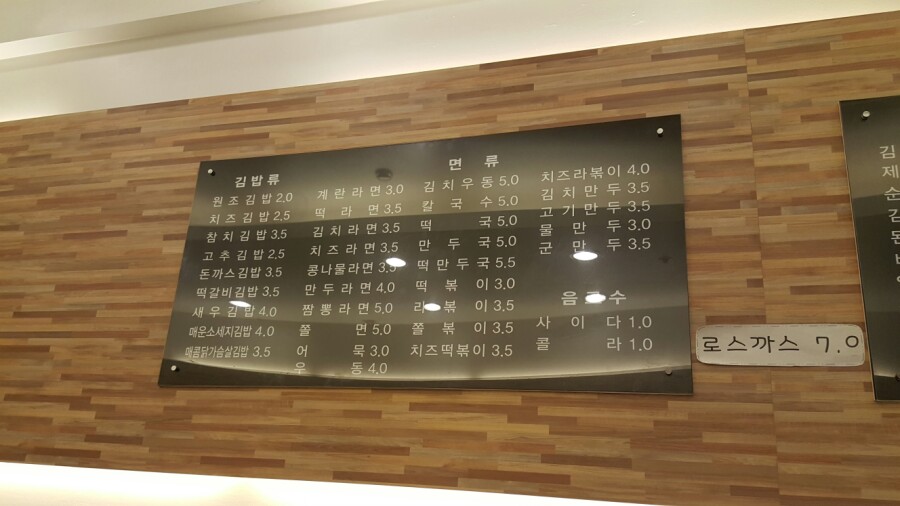 김밥류
원조김밥 2.0
치즈김밥 2.5
참치김밥 3.5
고추김밥 2.5
돈까스김밥 3.5
떡갈비김밥 3.5
새우김밥 4.0
매운소세지김밥 4.0
매콤닭가슴살김밥 3.5
면 류
계란라면 3.0
떡 라 면 3.5
김치라면 3.5
치즈라면 3.5
콩나물라면 3.5
만두라면 4.0
짬뽕라면 5.0
쫄 면 5.0
어 묵 3.0
우 동 4.0
김치우동 5.0
칼 국 수 5.0
떡 국 5.0
만 두 국 5.0
떡만두국 5.5
떡 볶 이 3.0
라 볶 이 3.5
쫄 볶 이 3.5
치즈떡볶이 3.5
치즈라볶이 4.0
김치만두 3.5
고기만두 3.5
물 만 두 3.0
군 만 두 3.5
음 료 수
사 이 다 1.0
콜 라 1.0
로스까스 7.0
김
제
순
김
돈